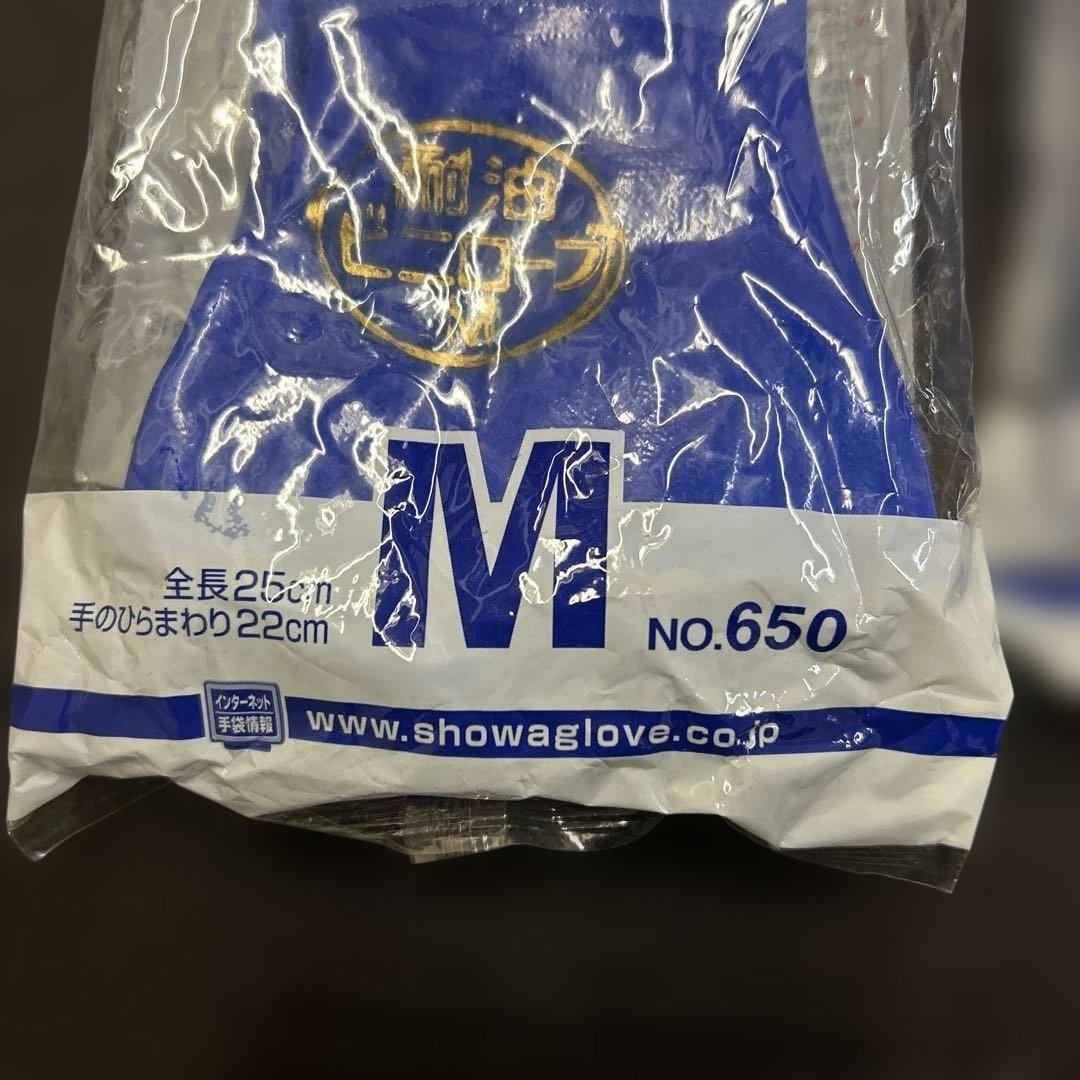 耐油
ビニローブ
M
M
全長25cm
手のひらまわり22cm
NO.650
インターネット
手袋情報
www.showaglove.co.jp